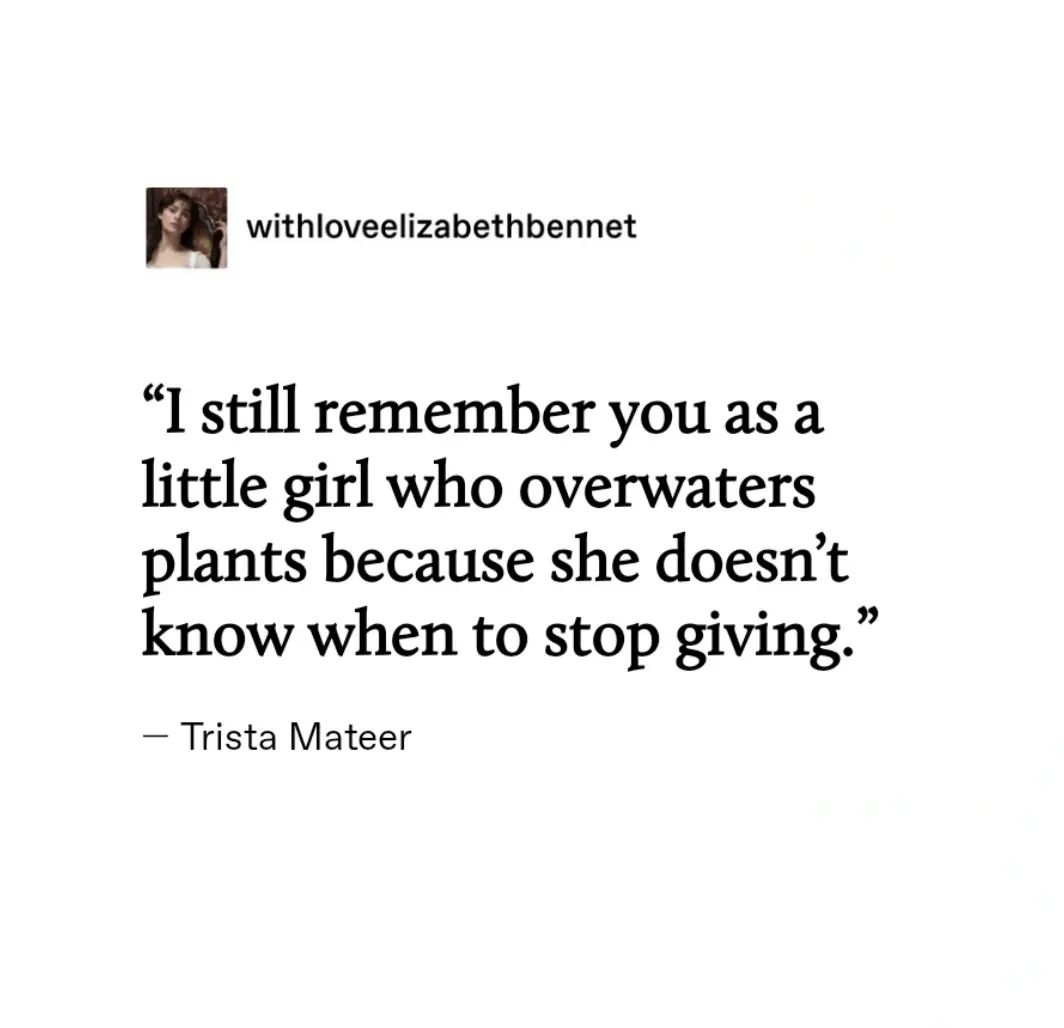 withloveelizabethbennet
“I still remember you as a
little girl who overwaters
plants because she doesn’t
know when to stop giving.”
— Trista Mateer